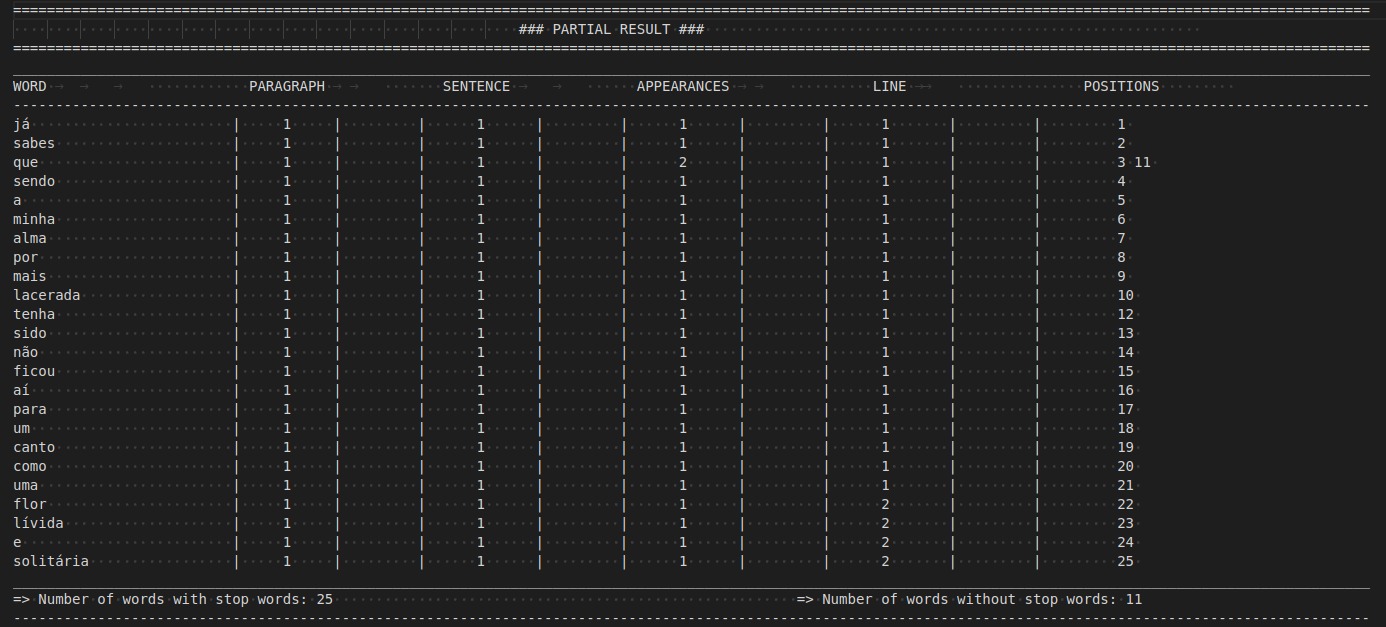 ### PARTIAL RESULT ###
WORD PARAGRAPH SENTENCE APPEARANCES LINE POSITIONS
já | 1 | | 1 | | 1 | | 1 | | 1
sabes | 1 | | 1 | | 1 | | 1 | | 2
que | 1 | | 1 | | 2 | | 1 | | 3 11
sendo | 1 | | 1 | | 1 | | 1 | | 4
a | 1 | | 1 | | 1 | | 1 | | 5
minha | 1 | | 1 | | 1 | | 1 | | 6
alma | 1 | | 1 | | 1 | | 1 | | 7
por | 1 | | 1 | | 1 | | 1 | | 8
mais | 1 | | 1 | | 1 | | 1 | | 9
lacerada | 1 | | 1 | | 1 | | 1 | | 10
tenha | 1 | | 1 | | 1 | | 1 | | 12
sido | 1 | | 1 | | 1 | | 1 | | 13
não | 1 | | 1 | | 1 | | 1 | | 14
ficou | 1 | | 1 | | 1 | | 1 | | 15
aí | 1 | | 1 | | 1 | | 1 | | 16
para | 1 | | 1 | | 1 | | 1 | | 17
um | 1 | | 1 | | 1 | | 1 | | 18
canto | 1 | | 1 | | 1 | | 1 | | 19
como | 1 | | 1 | | 1 | | 1 | | 20
uma | 1 | | 1 | | 1 | | 1 | | 21
flor | 1 | | 1 | | 1 | | 2 | | 22
lívida | 1 | | 1 | | 1 | | 2 | | 23
e | 1 | | 1 | | 1 | | 2 | | 24
solitária | 1 | | 1 | | 1 | | 2 | | 25
=> Number of words with stop words: 25 => Number of words without stop words: 11